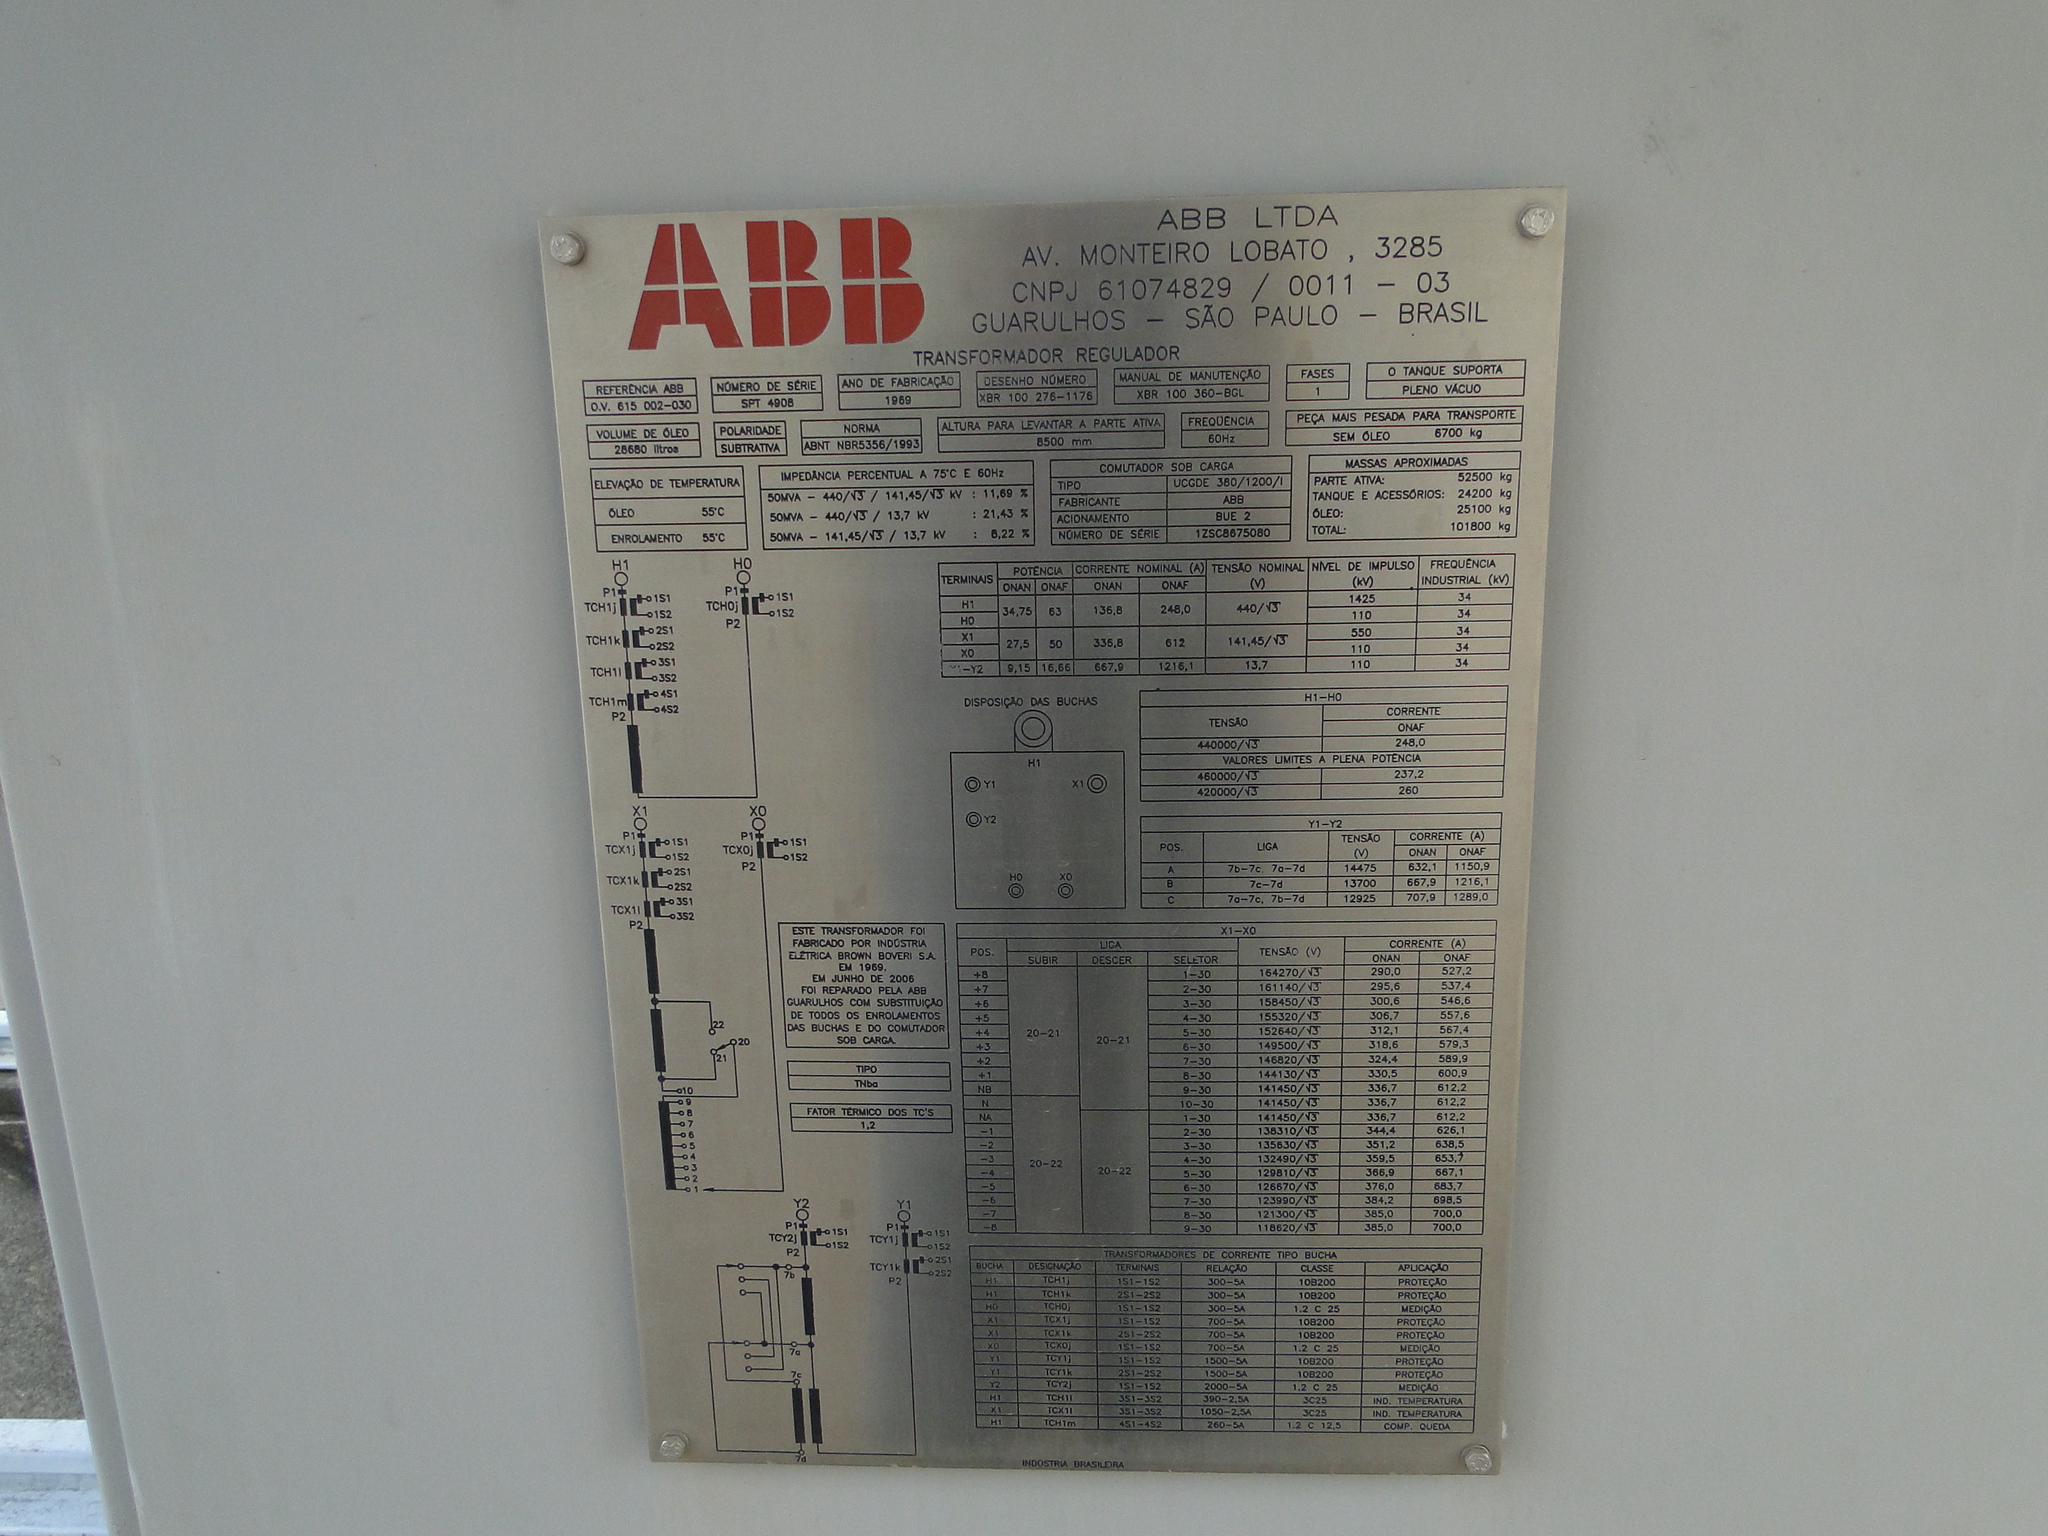 ABB
ABB LTDA
AV. MONTEIRO LOBATO , 3285
CNPJ 61074829 / 0011 – 03
GUARULHOS – SÃO PAULO – BRASIL
TRANSFORMADOR REGULADOR
REFERÊNCIA ABB
O.V. 615 002-030
NÚMERO DE SÉRIE
SPT 4908
ANO DE FABRICAÇÃO
1969
DESENHO NÚMERO
XBR 100 276-1176
MANUAL DE MANUTENÇÃO
XBR 100 360-BGL
FASES
1
O TANQUE SUPORTA
PLENO VÁCUO
VOLUME DE ÓLEO
28680 litros
POLARIDADE
SUBTRATIVA
NORMA
ABNT NBR5356/1993
ALTURA PARA LEVANTAR A PARTE ATIVA
8500 mm
FREQÜÊNCIA
60Hz
PEÇA MAIS PESADA PARA TRANSPORTE
SEM ÓLEO 6700 kg
ELEVAÇÃO DE TEMPERATURA
ÓLEO 55°C
ENROLAMENTO 55°C
IMPEDÂNCIA PERCENTUAL A 75°C E 60Hz
50MVA – 440/√3 / 141,45/√3 kV : 11,69 %
50MVA – 440/√3 / 13,7 kV : 21,43 %
50MVA – 141,45/√3 / 13,7 kV : 6,22 %
COMUTADOR SOB CARGA
TIPO UCGDE 380/1200/I
FABRICANTE ABB
ACIONAMENTO BUE 2
NÚMERO DE SÉRIE 1ZSC8675080
MASSAS APROXIMADAS
PARTE ATIVA: 52500 kg
TANQUE E ACESSÓRIOS: 24200 kg
ÓLEO: 25100 kg
TOTAL: 101800 kg
H1 H0
P1 1S1 P1 1S1
TCH1j 1S2 TCH0j 1S2
P2
TCH1k 2S1
2S2
TCH1l 3S1
3S2
TCH1m 4S1
4S2
P2
TERMINAIS POTÊNCIA CORRENTE NOMINAL (A) TENSÃO NOMINAL (V) NÍVEL DE IMPULSO (kV) FREQUÊNCIA INDUSTRIAL (kV)
ONAN ONAF ONAN ONAF
H1 34,75 63 136,8 248,0 440/√3 1425 34
H0 110 34
X1 27,5 50 336,8 612 141,45/√3 550 34
X0 110 34
Y1-Y2 9,15 16,66 667,9 1216,1 13,7 110 34
DISPOSIÇÃO DAS BUCHAS
H1
Y1 X1
Y2
H0 X0
H1-H0
TENSÃO CORRENTE
ONAF
440000/√3 248,0
VALORES LIMITES A PLENA POTÊNCIA
460000/√3 237,2
420000/√3 260
Y1-Y2
POS. LIGA TENSÃO (V) CORRENTE (A)
ONAN ONAF
A 7b-7c, 7a-7d 14475 632,1 1150,9
B 7c-7d 13700 667,9 1216,1
C 7a-7c, 7b-7d 12925 707,9 1289,0
X1 X0
P1 1S1 P1 1S1
TCX1j 1S2 TCX0j 1S2
P2
TCX1k 2S1
2S2
TCX1l 3S1
3S2
P2
22
20
21
10
9
8
7
6
5
4
3
2
1
ESTE TRANSFORMADOR FOI
FABRICADO POR INDÚSTRIA
ELÉTRICA BROWN BOVERI S.A.
EM 1969.
EM JUNHO DE 2006
FOI REPARADO PELA ABB
GUARULHOS COM SUBSTITUIÇÃO
DE TODOS OS ENROLAMENTOS
DAS BUCHAS E DO COMUTADOR
SOB CARGA.
TIPO
TNba
FATOR TÉRMICO DOS TC'S
1,2
X1-X0
POS. LIGA TENSÃO (V) CORRENTE (A)
SUBIR DESCER SELETOR ONAN ONAF
+8 1-30 164270/√3 290,0 527,2
+7 2-30 161140/√3 295,6 537,4
+6 3-30 158450/√3 300,6 546,6
+5 4-30 155320/√3 306,7 557,6
+4 20-21 20-21 5-30 152640/√3 312,1 567,4
+3 6-30 149500/√3 318,6 579,3
+2 7-30 146820/√3 324,4 589,9
+1 8-30 144130/√3 330,5 600,9
NB 9-30 141450/√3 336,7 612,2
N 10-30 141450/√3 336,7 612,2
NA 1-30 141450/√3 336,7 612,2
-1 2-30 138310/√3 344,4 626,1
-2 3-30 135630/√3 351,2 638,5
-3 20-22 20-22 4-30 132490/√3 359,5 653,7
-4 5-30 129810/√3 366,9 667,1
-5 6-30 126670/√3 376,0 683,7
-6 7-30 123990/√3 384,2 698,5
-7 8-30 121300/√3 385,0 700,0
-8 9-30 118620/√3 385,0 700,0
Y2 Y1
P1 1S1 P1 1S1
TCY2j 1S2 TCY1j 1S2
P2 TCY1k 2S1
2S2
P2
7b
7a
7c
7d
TRANSFORMADORES DE CORRENTE TIPO BUCHA
BUCHA DESIGNAÇÃO TERMINAIS RELAÇÃO CLASSE APLICAÇÃO
H1 TCH1j 1S1-1S2 300-5A 10B200 PROTEÇÃO
H1 TCH1k 2S1-2S2 300-5A 10B200 PROTEÇÃO
H0 TCH0j 1S1-1S2 300-5A 1.2 C 25 MEDIÇÃO
X1 TCX1j 1S1-1S2 700-5A 10B200 PROTEÇÃO
X1 TCX1k 2S1-2S2 700-5A 10B200 PROTEÇÃO
X0 TCX0j 1S1-1S2 700-5A 1.2 C 25 MEDIÇÃO
Y1 TCY1j 1S1-1S2 1500-5A 10B200 PROTEÇÃO
Y1 TCY1k 2S1-2S2 1500-5A 10B200 PROTEÇÃO
Y2 TCY2j 1S1-1S2 2000-5A 1.2 C 25 MEDIÇÃO
H1 TCH1l 3S1-3S2 390-2,5A 3C25 IND. TEMPERATURA
X1 TCX1l 3S1-3S2 1050-2,5A 3C25 IND. TEMPERATURA
H1 TCH1m 4S1-4S2 260-5A 1.2 C 12,5 COMP. QUEDA
INDÚSTRIA BRASILEIRA